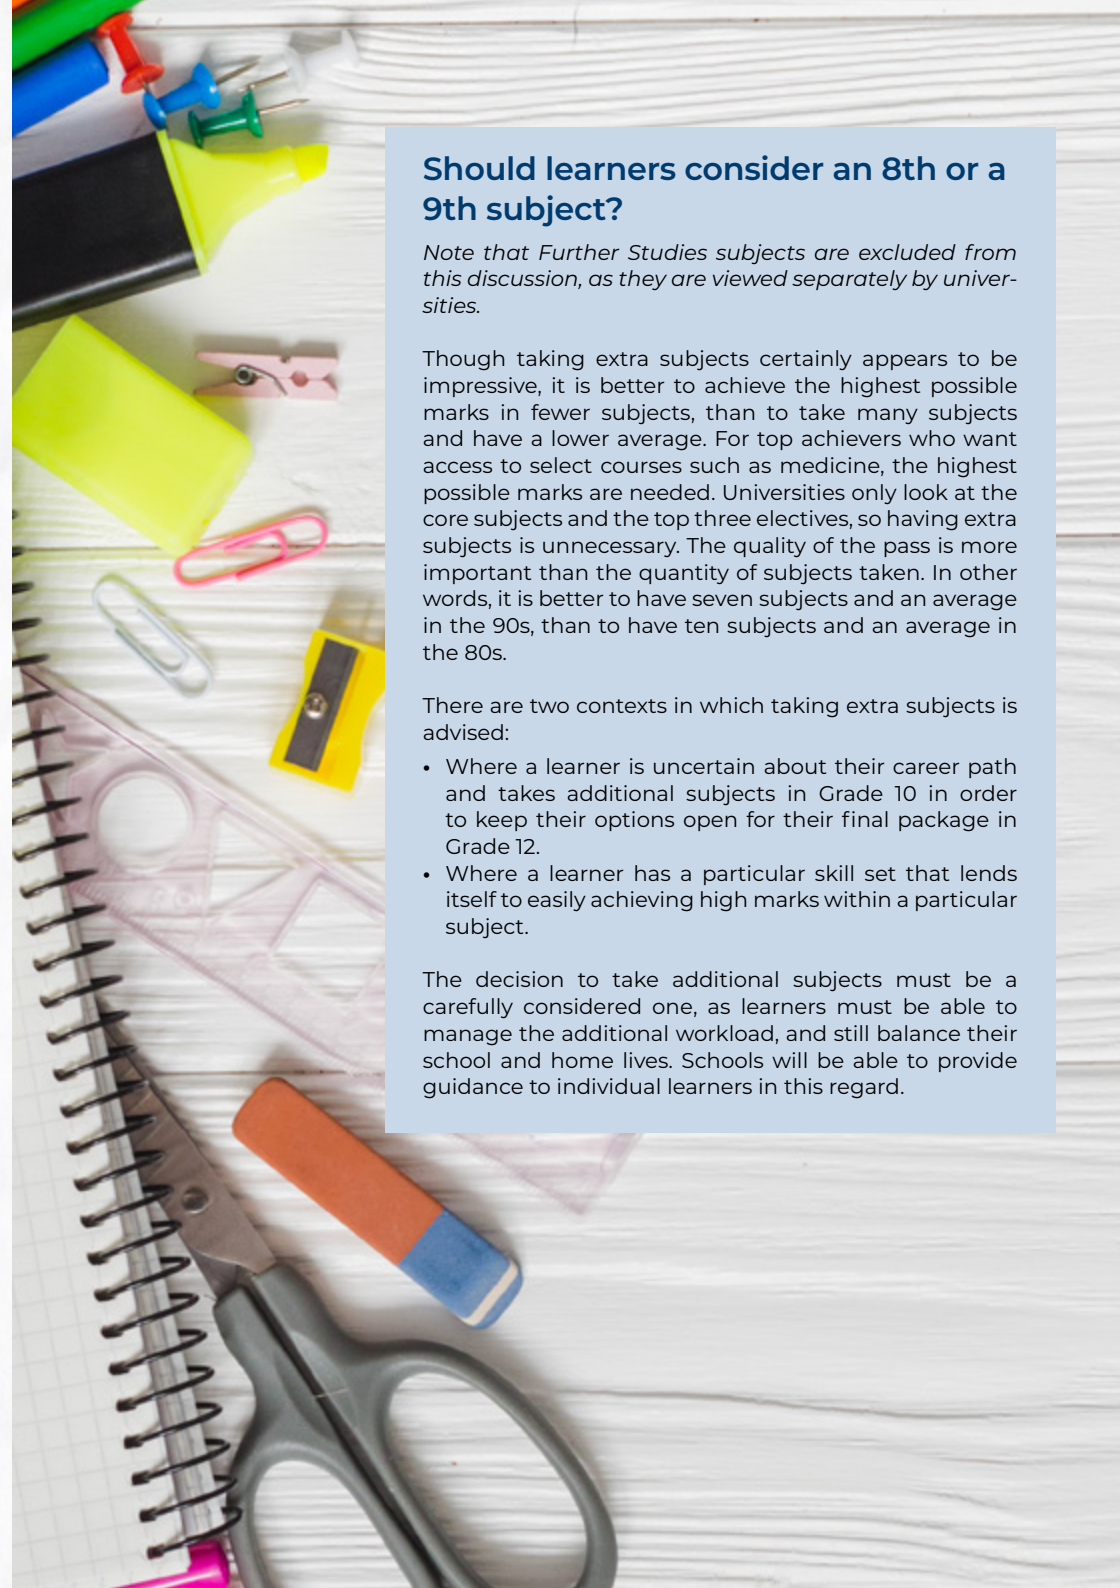 Should learners consider an 8th or a
9th subject?
Note that Further Studies subjects are excluded from
this discussion, as they are viewed separately by univer-
sities.
Though taking extra subjects certainly appears to be
impressive, it is better to achieve the highest possible
marks in fewer subjects, than to take many subjects
and have a lower average. For top achievers who want
access to select courses such as medicine, the highest
possible marks are needed. Universities only look at the
core subjects and the top three electives, so having extra
subjects is unnecessary. The quality of the pass is more
important than the quantity of subjects taken. In other
words, it is better to have seven subjects and an average
in the 90s, than to have ten subjects and an average in
the 80s.
There are two contexts in which taking extra subjects is
advised:
• Where a learner is uncertain about their career path
and takes additional subjects in Grade 10 in order
to keep their options open for their final package in
Grade 12.
• Where a learner has a particular skill set that lends
itself to easily achieving high marks within a particular
subject.
The decision to take additional subjects must be a
carefully considered one, as learners must be able to
manage the additional workload, and still balance their
school and home lives. Schools will be able to provide
guidance to individual learners in this regard.